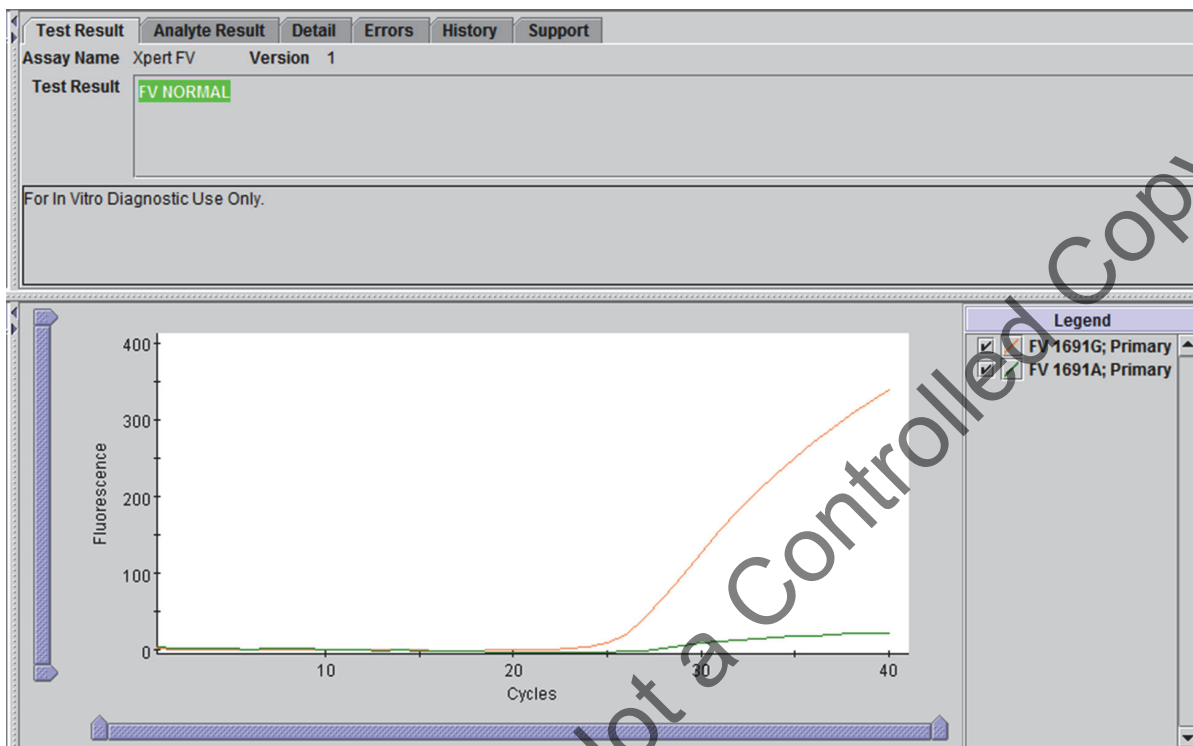 Test Result Analyte Result Detail Errors History Support
Assay Name Xpert FV Version 1
Test Result FV NORMAL
For In Vitro Diagnostic Use Only.
Legend
FV 1691G; Primary
FV 1691A; Primary
400
300
200
100
0
Fluorescence
10 20 30 40
Cycles
Not a Controlled Copy